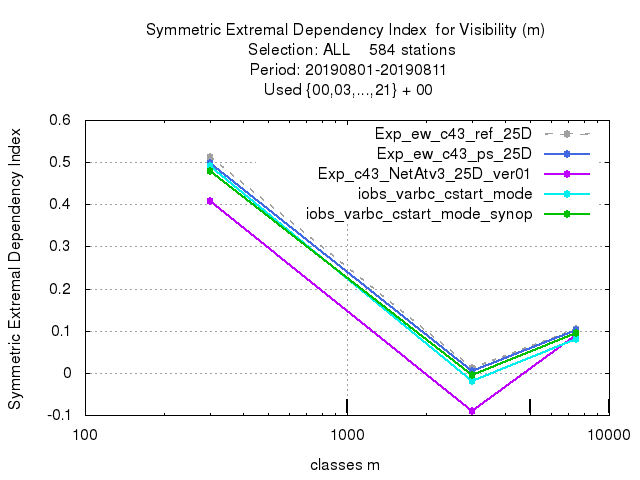 Symmetric Extremal Dependency Index  for Visibility (m)
Selection: ALL    584 stations
Period: 20190801-20190811
Used {00,03,...,21} + 00
Symmetric Extremal Dependency Index
0.6
0.5
0.4
0.3
0.2
0.1
0
-0.1
Exp_ew_c43_ref_25D
Exp_ew_c43_ps_25D
Exp_c43_NetAtv3_25D_ver01
iobs_varbc_cstart_mode
iobs_varbc_cstart_mode_synop
100
1000
10000
classes m